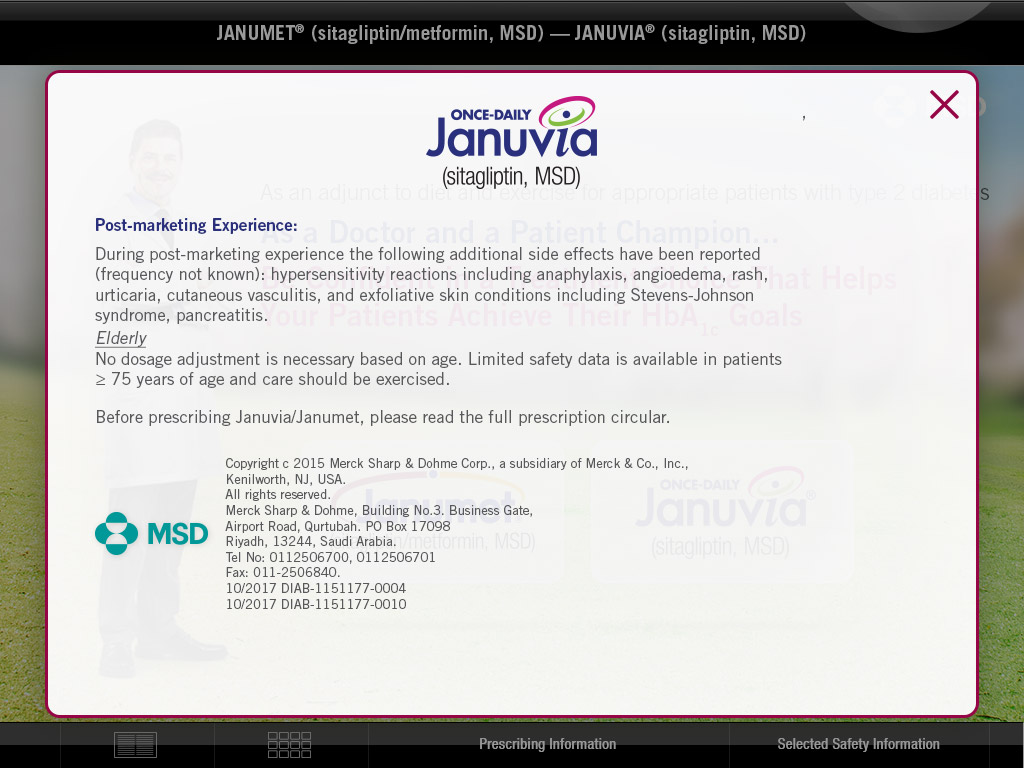 JANUMET® (sitagliptin/metformin, MSD) — JANUVIA® (sitagliptin, MSD)
ONCE-DAILY
Januvia
(sitagliptin, MSD)
,
As an adjunct to diet and exercise for appropriate patients with type 2 diabetes
Post-marketing Experience:
As a Doctor and a Patient Champion...
During post-marketing experience the following additional side effects have been reported
(frequency not known): hypersensitivity reactions including anaphylaxis, angioedema, rash,
urticaria, cutaneous vasculitis, and exfoliative skin conditions including Stevens-Johnson
syndrome, pancreatitis.
Treatment Choice That Helps
Your Patients Achieve Their HbA1c Goals
Elderly
No dosage adjustment is necessary based on age. Limited safety data is available in patients
≥ 75 years of age and care should be exercised.
Before prescribing Januvia/Janumet, please read the full prescription circular.
Copyright c 2015 Merck Sharp & Dohme Corp., a subsidiary of Merck & Co., Inc.,
Kenilworth, NJ, USA.
All rights reserved.
Merck Sharp & Dohme, Building No.3. Business Gate,
Airport Road, Qurtubah. PO Box 17098
Riyadh, 13244, Saudi Arabia.
Tel No: 0112506700, 0112506701
Fax: 011-2506840.
10/2017 DIAB-1151177-0004
10/2017 DIAB-1151177-0010
MSD
Janumet
(sitagliptin/metformin, MSD)
ONCE-DAILY
Januvia®
(sitagliptin, MSD)
Prescribing Information
Selected Safety Information